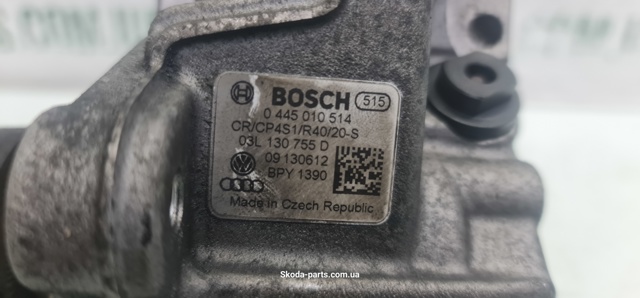 BOSCH 515
0 445 010 514
CR/CP4S1/R40/20-S
03L 130 755 D
09 130612
BPY 1390
Made in Czech Republic
Skoda-parts.com.ua